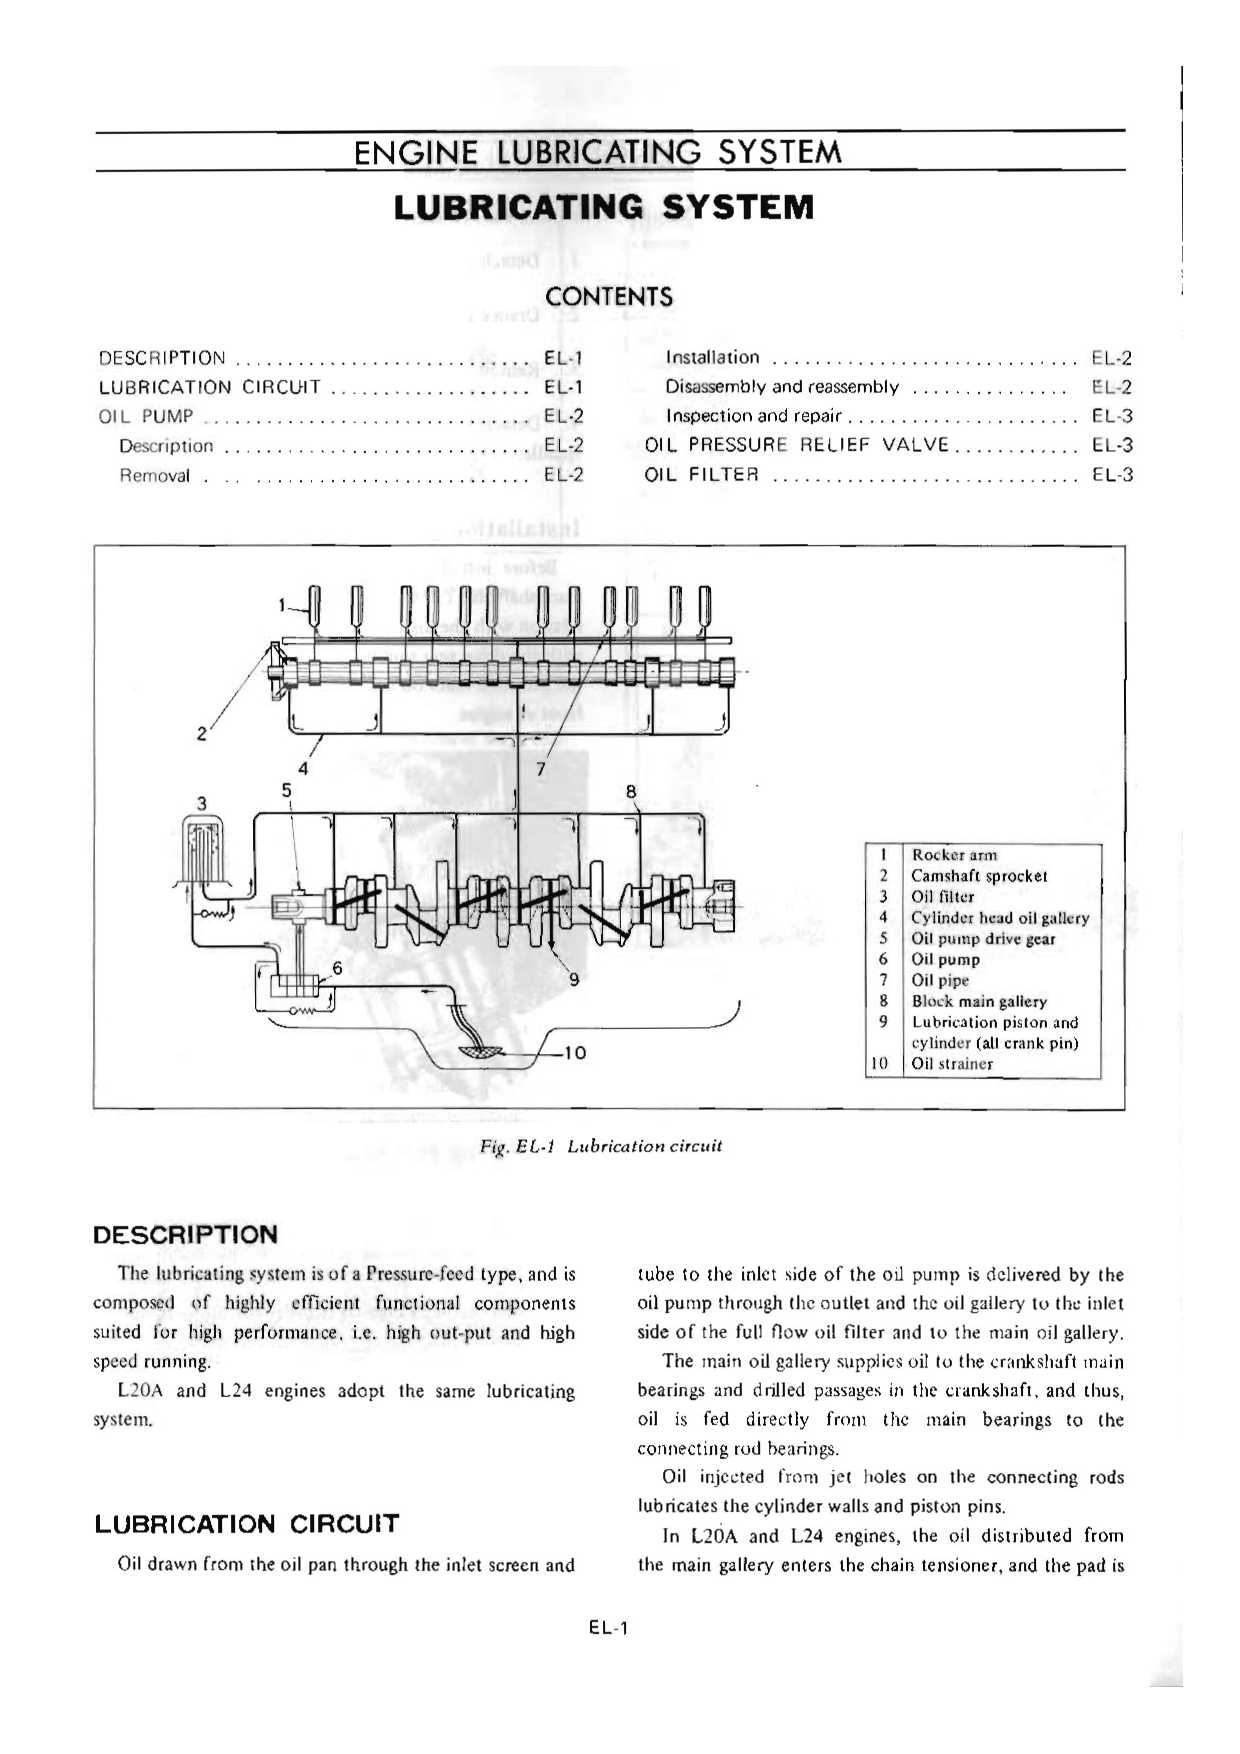 ENGINE LUBRICATING SYSTEM
LUBRICATING SYSTEM
CONTENTS
DESCRIPTION ............................ EL-1
LUBRICATION CIRCUIT ................... EL-1
OIL PUMP ............................... EL-2
Description ............................. EL-2
Removal . .. .......................... EL-2
Installation ............................. EL-2
Disassembly and reassembly ............... EL-2
Inspection and repair ...................... EL-3
OIL PRESSURE RELIEF VALVE ............ EL-3
OIL FILTER ............................. EL-3
1
2
4
7
5
8
3
6
9
10
1 Rocker arm
2 Camshaft sprocket
3 Oil filter
4 Cylinder head oil gallery
5 Oil pump drive gear
6 Oil pump
7 Oil pipe
8 Block main gallery
9 Lubrication piston and
cylinder (all crank pin)
10 Oil strainer
Fig. EL-1 Lubrication circuit
DESCRIPTION
The lubricating system is of a Pressure-feed type, and is
composed of highly efficient functional components
suited for high performance, i.e. high out-put and high
speed running.
L20A and L24 engines adopt the same lubricating
system.
LUBRICATION CIRCUIT
Oil drawn from the oil pan through the inlet screen and
tube to the inlet side of the oil pump is delivered by the
oil pump through the outlet and the oil gallery to the inlet
side of the full flow oil filter and to the main oil gallery.
The main oil gallery supplies oil to the crankshaft main
bearings and drilled passages in the crankshaft, and thus,
oil is fed directly from the main bearings to the
connecting rod bearings.
Oil injected from jet holes on the connecting rods
lubricates the cylinder walls and piston pins.
In L20A and L24 engines, the oil distributed from
the main gallery enters the chain tensioner, and the pad is
EL-1